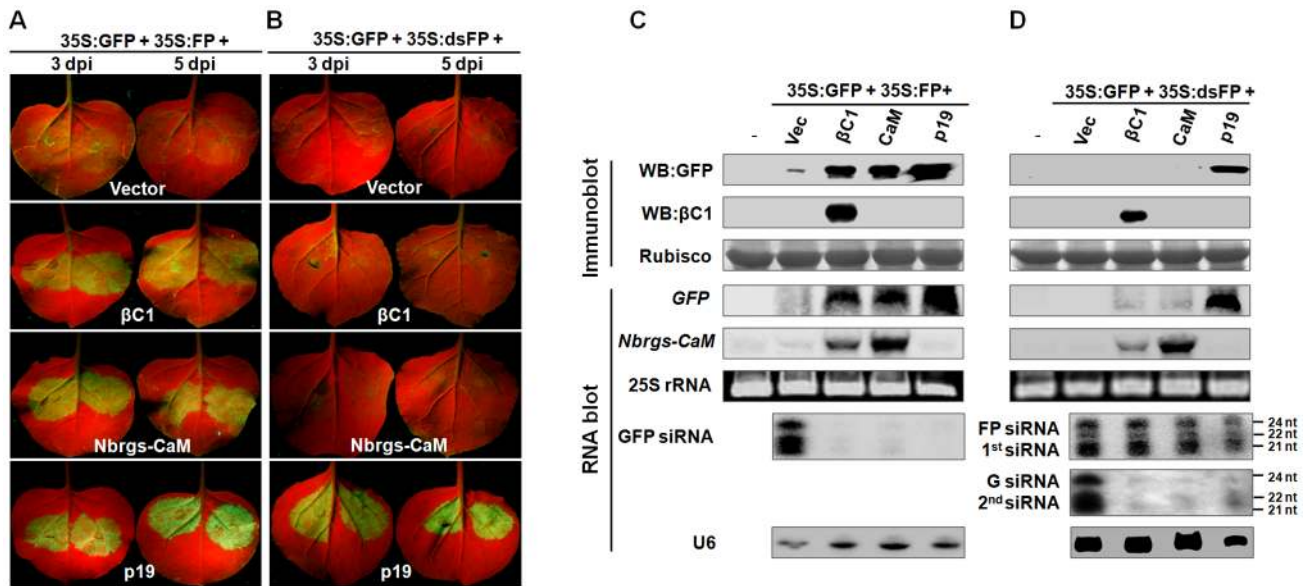 A
35S:GFP + 35S:FP +
3 dpi 5 dpi
Vector
βC1
Nbrgs-CaM
p19
B
35S:GFP + 35S:dsFP +
3 dpi 5 dpi
Vector
βC1
Nbrgs-CaM
p19
C
35S:GFP + 35S:FP+
- Vec βC1 CaM p19
Immunoblot
WB:GFP
WB:βC1
Rubisco
RNA blot
GFP
Nbrgs-CaM
25S rRNA
GFP siRNA
U6
D
35S:GFP + 35S:dsFP +
- Vec βC1 CaM p19
FP siRNA
1st siRNA
24 nt
22 nt
21 nt
G siRNA
2nd siRNA
24 nt
22 nt
21 nt